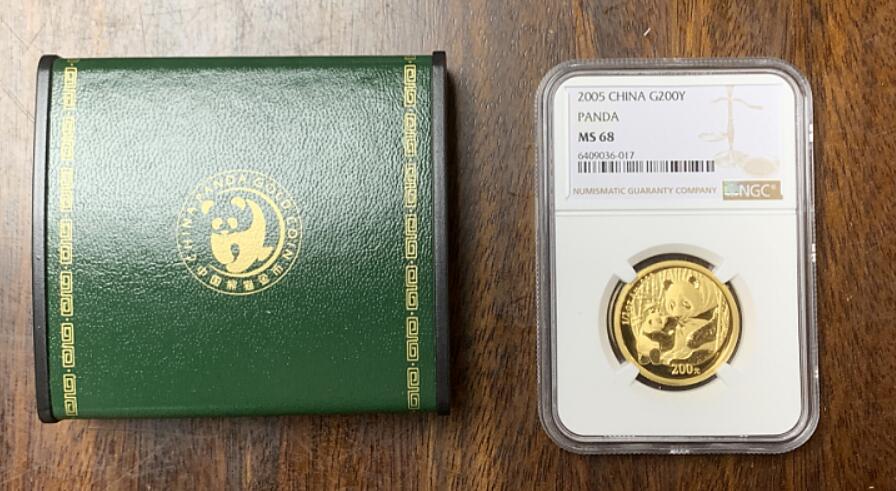 CHINA PANDA GOLD COIN
中国熊猫金币
2005 CHINA G200Y
PANDA
MS 68
6409036-017
NUMISMATIC GUARANTY COMPANY
NGC®
200元